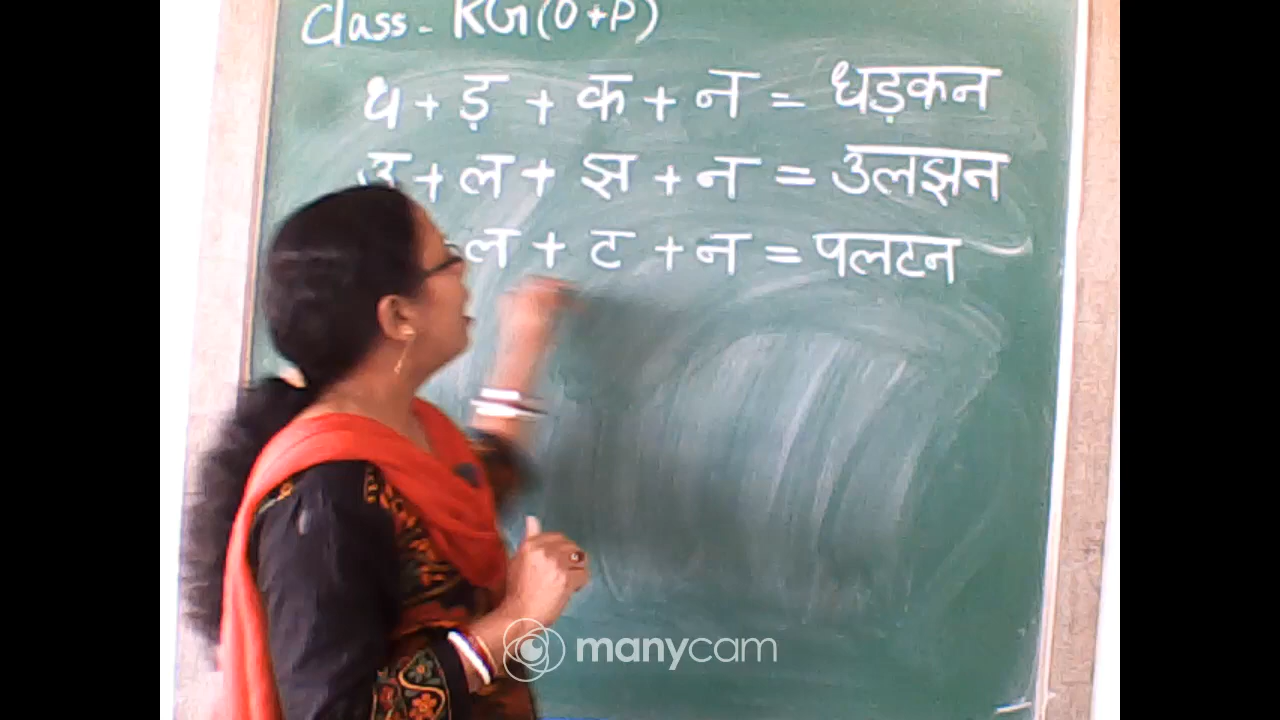 Class - KG (O+P)
ध + ड़ + क + न = धड़कन
उ + ल + झ + न = उलझन
ल + ट + न = पलटन
manycam